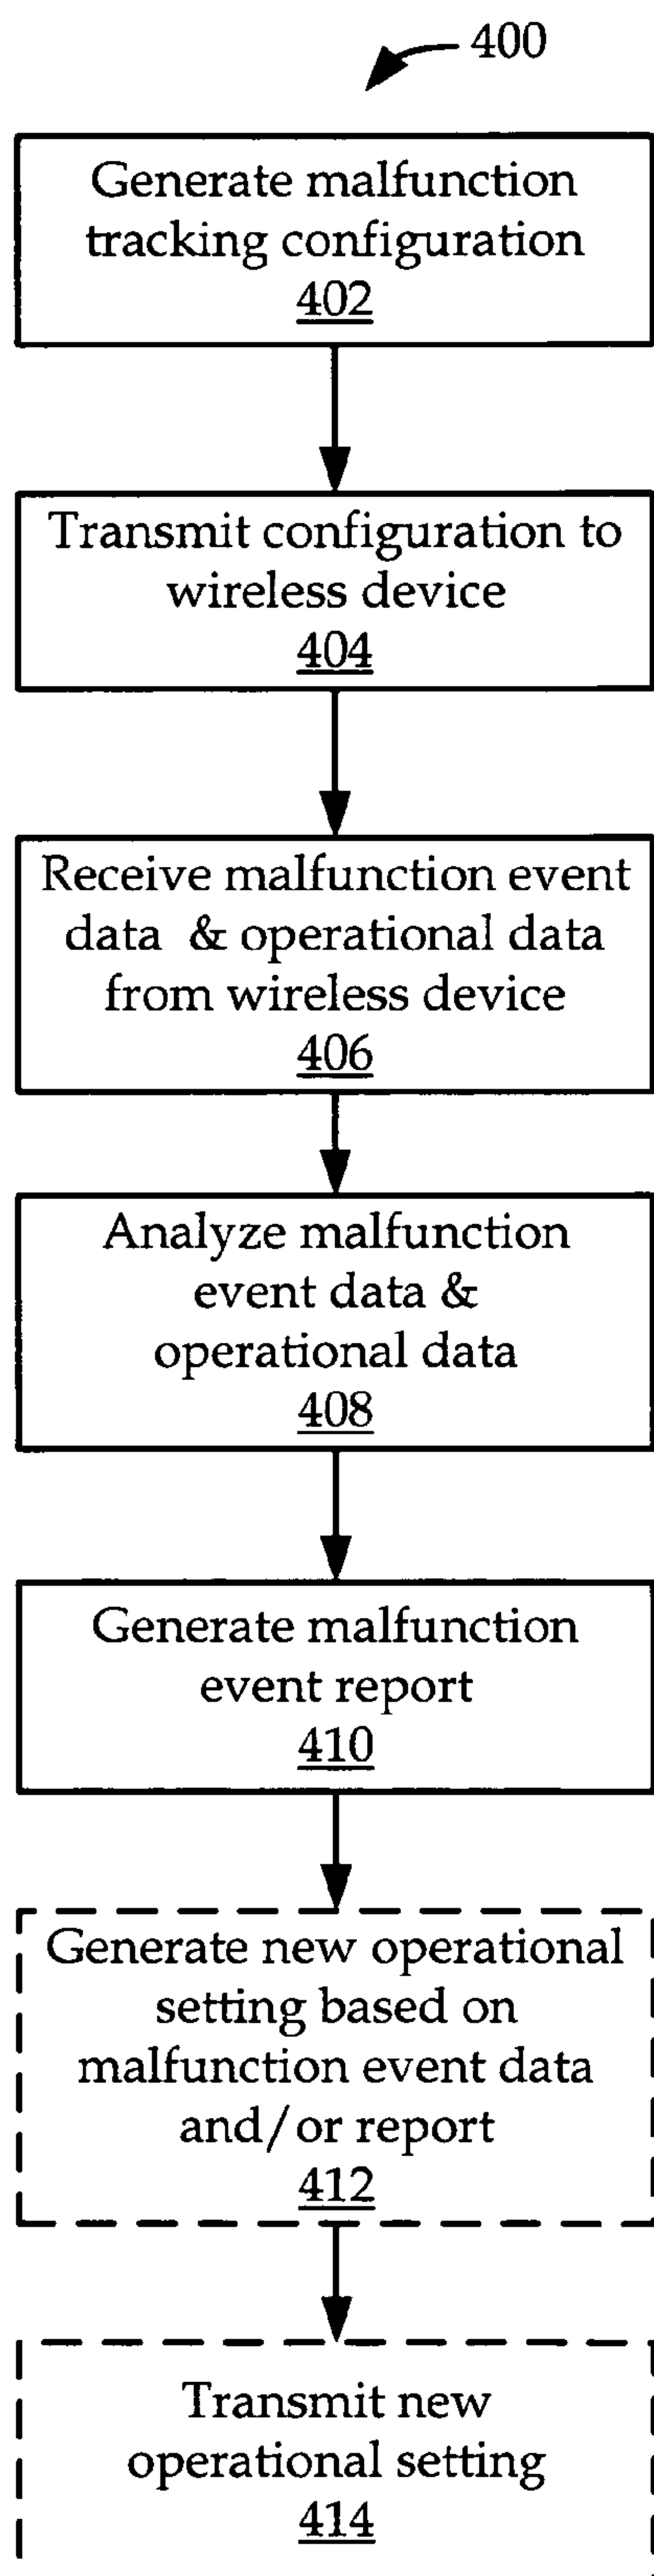 400
Generate malfunction
tracking configuration
402
Transmit configuration to
wireless device
404
Receive malfunction event
data & operational data
from wireless device
406
Analyze malfunction
event data &
operational data
408
Generate malfunction
event report
410
Generate new operational
setting based on
malfunction event data
and/or report
412
Transmit new
operational setting
414